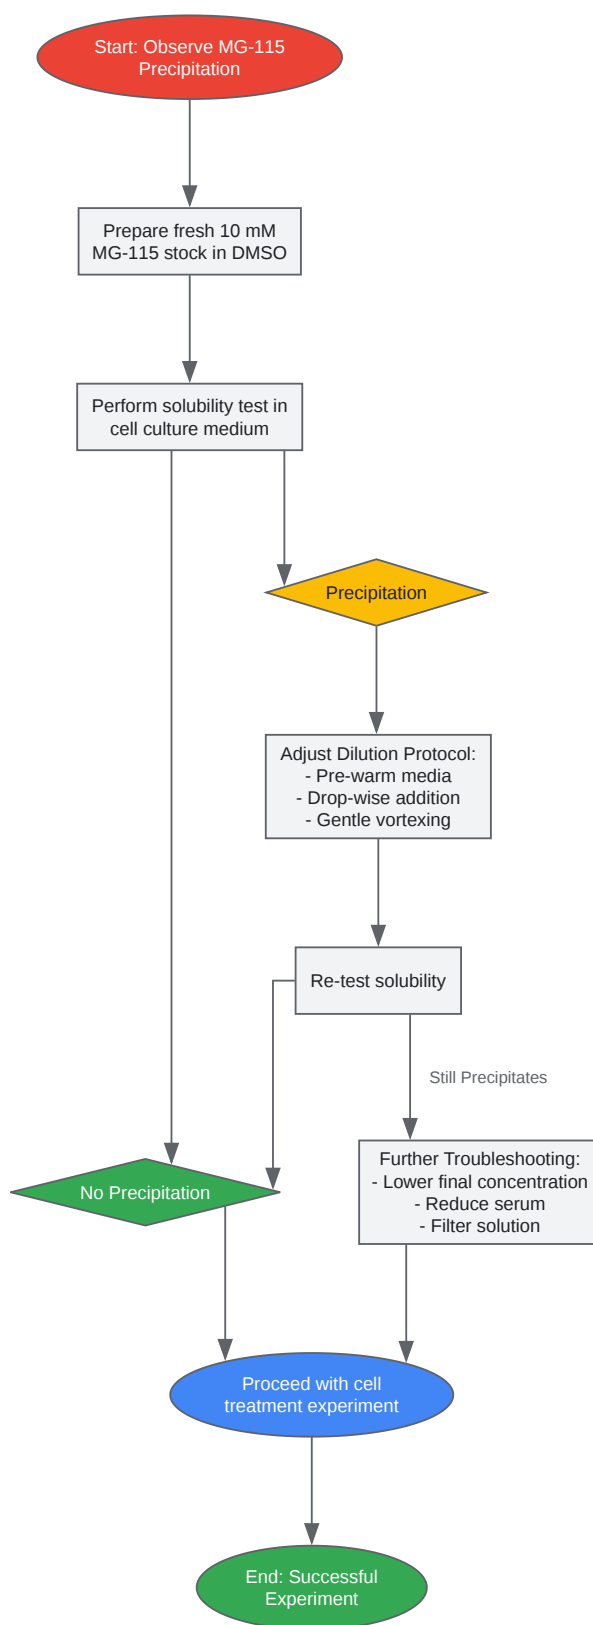 Start: Observe MG-115
Precipitation
Prepare fresh 10 mM
MG-115 stock in DMSO
Perform solubility test in
cell culture medium
Precipitation
Adjust Dilution Protocol:
- Pre-warm media
- Drop-wise addition
- Gentle vortexing
Re-test solubility
Still Precipitates
Further Troubleshooting:
- Lower final concentration
- Reduce serum
- Filter solution
No Precipitation
Proceed with cell
treatment experiment
End: Successful
Experiment